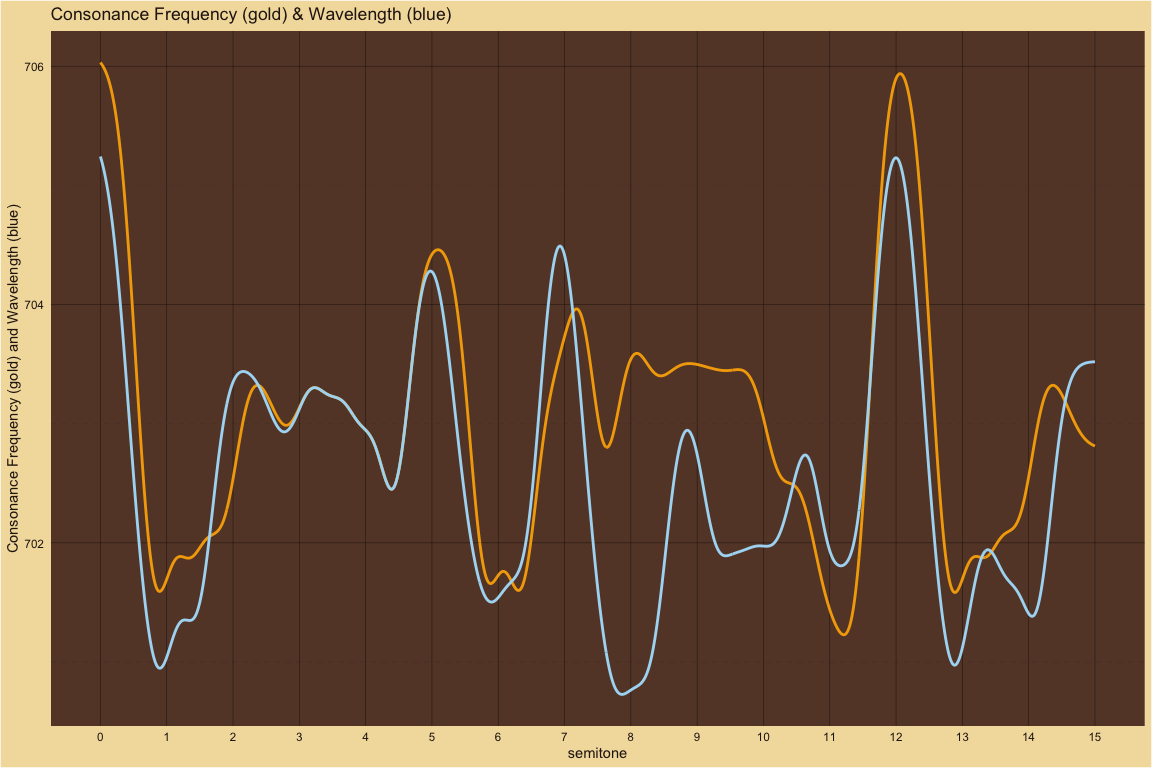 Consonance Frequency (gold) & Wavelength (blue)
Consonance Frequency (gold) and Wavelength (blue)
706
704
702
0 1 2 3 4 5 6 7 8 9 10 11 12 13 14 15
semitone